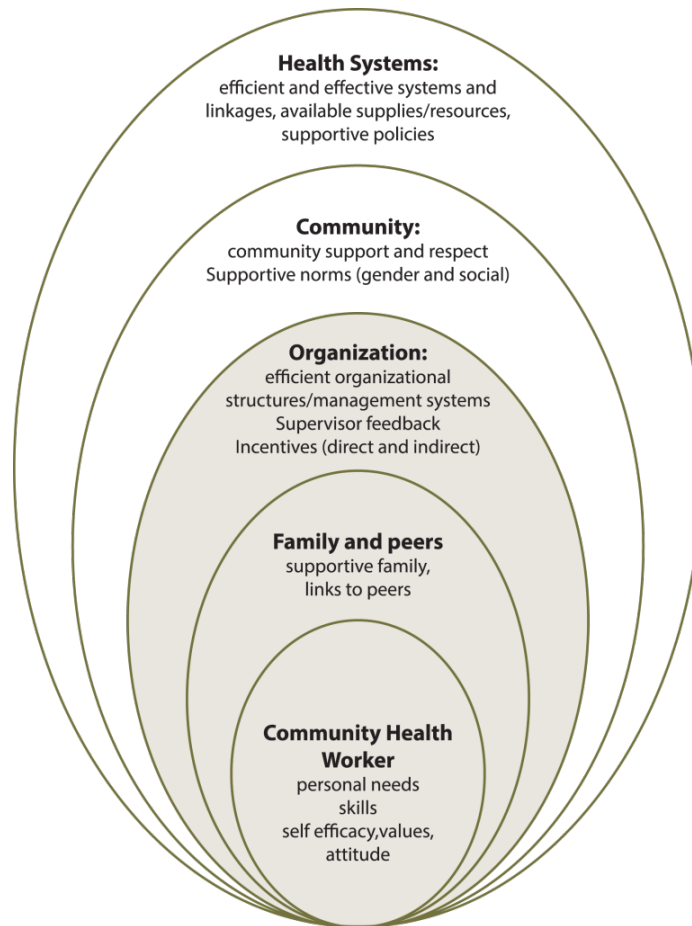 Health Systems:
efficient and effective systems and
linkages, available supplies/resources,
supportive policies
Community:
community support and respect
Supportive norms (gender and social)
Organization:
efficient organizational
structures/management systems
Supervisor feedback
Incentives (direct and indirect)
Family and peers
supportive family,
links to peers
Community Health
Worker
personal needs
skills
self efficacy,values,
attitude